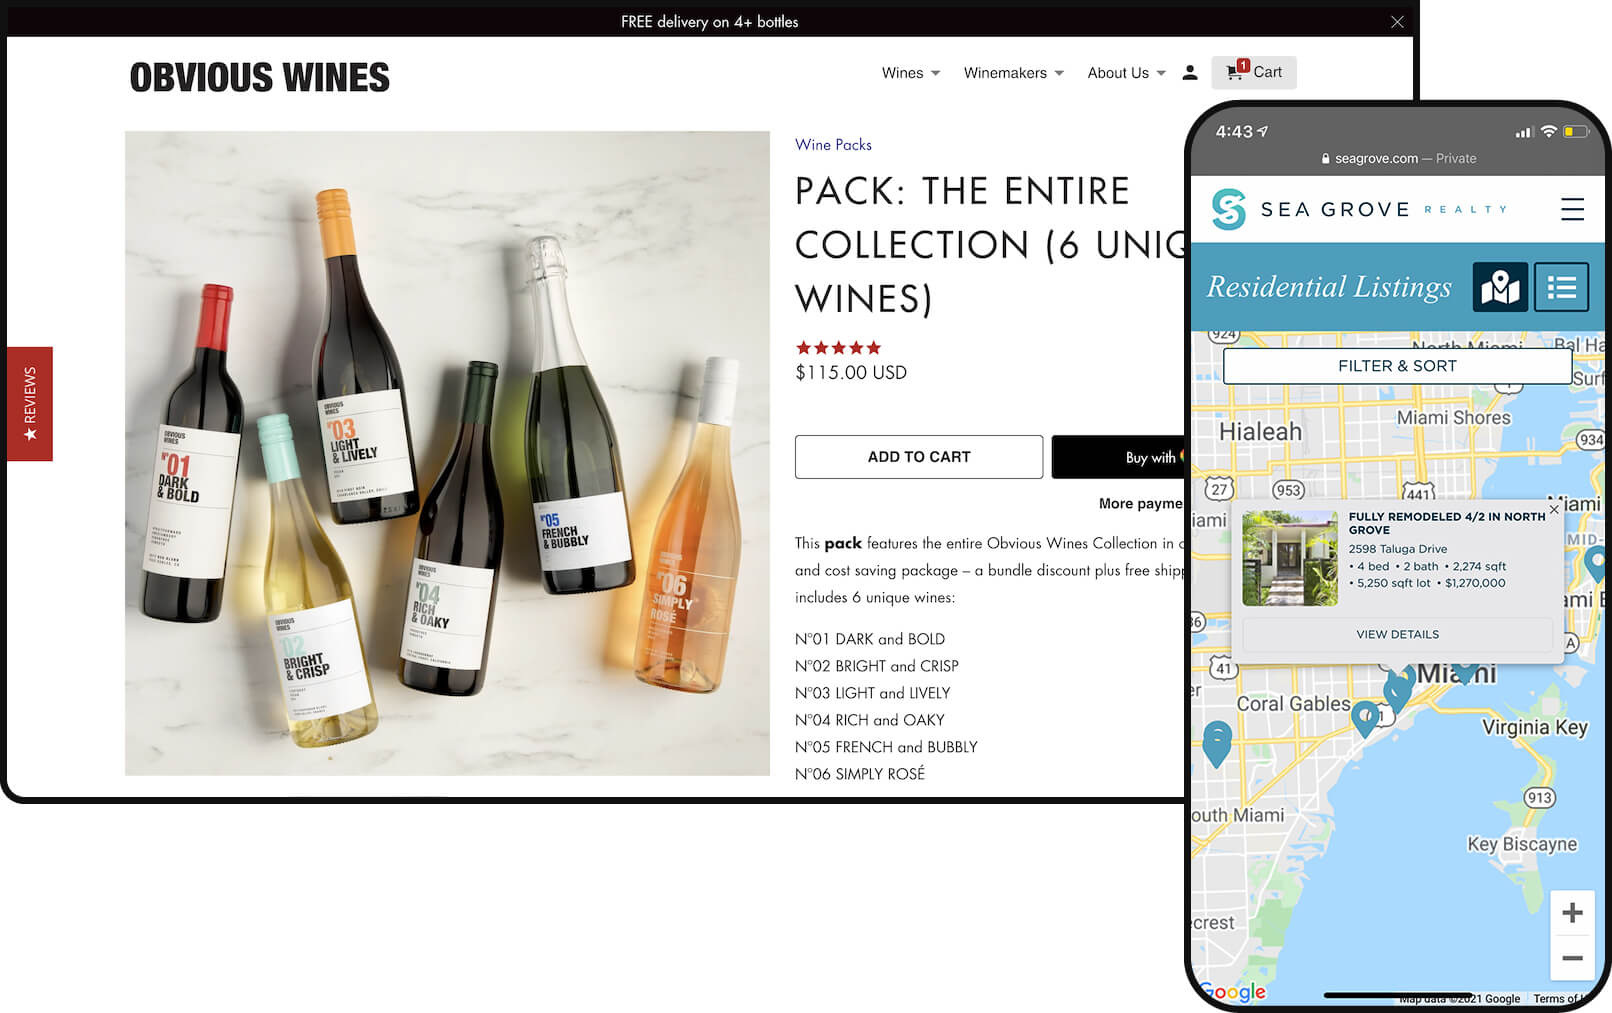 FREE delivery on 4+ bottles
OBVIOUS WINES
Wines
Winemakers
About Us
1
Cart
★ REVIEWS
OBVIOUS
WINES
N°01
DARK
& BOLD
OBVIOUS
WINES
N°03
LIGHT
& LIVELY
OBVIOUS
WINES
02
BRIGHT
& CRISP
OBVIOUS
WINES
04
RICH
& OAKY
N°05
FRENCH
& BUBBLY
06
SIMPLY
ROSÉ
Wine Packs
PACK: THE ENTIRE
COLLECTION (6 UNIQ
WINES)
$115.00 USD
ADD TO CART
Buy with
More payme
This pack features the entire Obvious Wines Collection in
and cost saving package – a bundle discount plus free ship
includes 6 unique wines:
N°01 DARK and BOLD
N°02 BRIGHT and CRISP
N°03 LIGHT and LIVELY
N°04 RICH and OAKY
N°05 FRENCH and BUBBLY
N°06 SIMPLY ROSÉ
4:43
seagrove.com — Private
SEA GROVE REALTY
Residential Listings
924
North Miami
Bal Ha
FILTER & SORT
Surf
Miami Shores
Hialeah
934
27
953
441
Miami
iami
FULLY REMODELED 4/2 IN NORTH
GROVE
2598 Taluga Drive
• 4 bed • 2 bath • 2,274 sqft
• 5,250 sqft lot • $1,270,000
VIEW DETAILS
MID-
ami
A
41
Miami
Coral Gables
1
Virginia Key
913
outh Miami
Key Biscayne
crest
+
−
Google
Map data ©2021 Google
Terms of